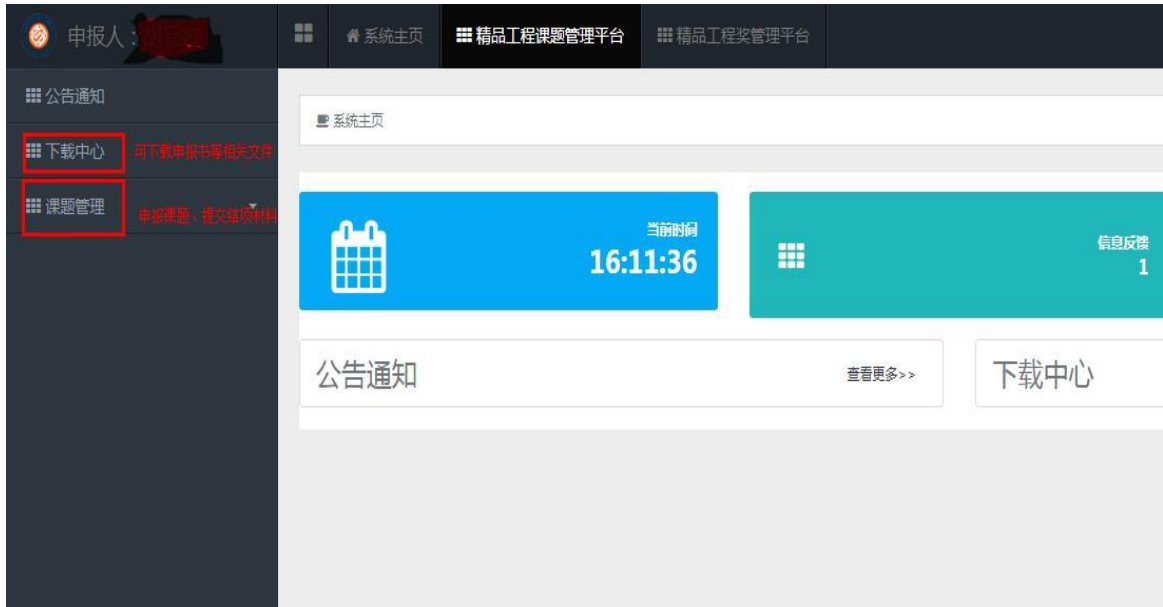 申报人：
系统主页
精品工程课题管理平台
精品工程奖管理平台
公告通知
下载中心
可下载申报书等相关文件
课题管理
申报课题、提交结项材料
系统主页
当前时间
16:11:36
信息反馈
1
公告通知
查看更多>>
下载中心